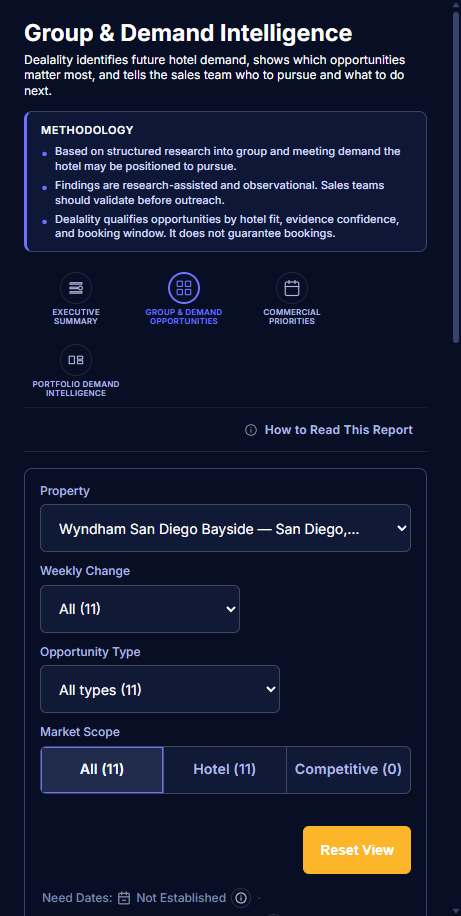 Group & Demand Intelligence
Dealality identifies future hotel demand, shows which opportunities
matter most, and tells the sales team who to pursue and what to do
next.
METHODOLOGY
• Based on structured research into group and meeting demand the
hotel may be positioned to pursue.
• Findings are research-assisted and observational. Sales teams
should validate before outreach.
• Dealality qualifies opportunities by hotel fit, evidence confidence,
and booking window. It does not guarantee bookings.
EXECUTIVE
SUMMARY
GROUP & DEMAND
OPPORTUNITIES
COMMERCIAL
PRIORITIES
PORTFOLIO DEMAND
INTELLIGENCE
How to Read This Report
Property
Wyndham San Diego Bayside — San Diego,...
Weekly Change
All (11)
Opportunity Type
All types (11)
Market Scope
All (11) Hotel (11) Competitive (0)
Reset View
Need Dates: Not Established ·